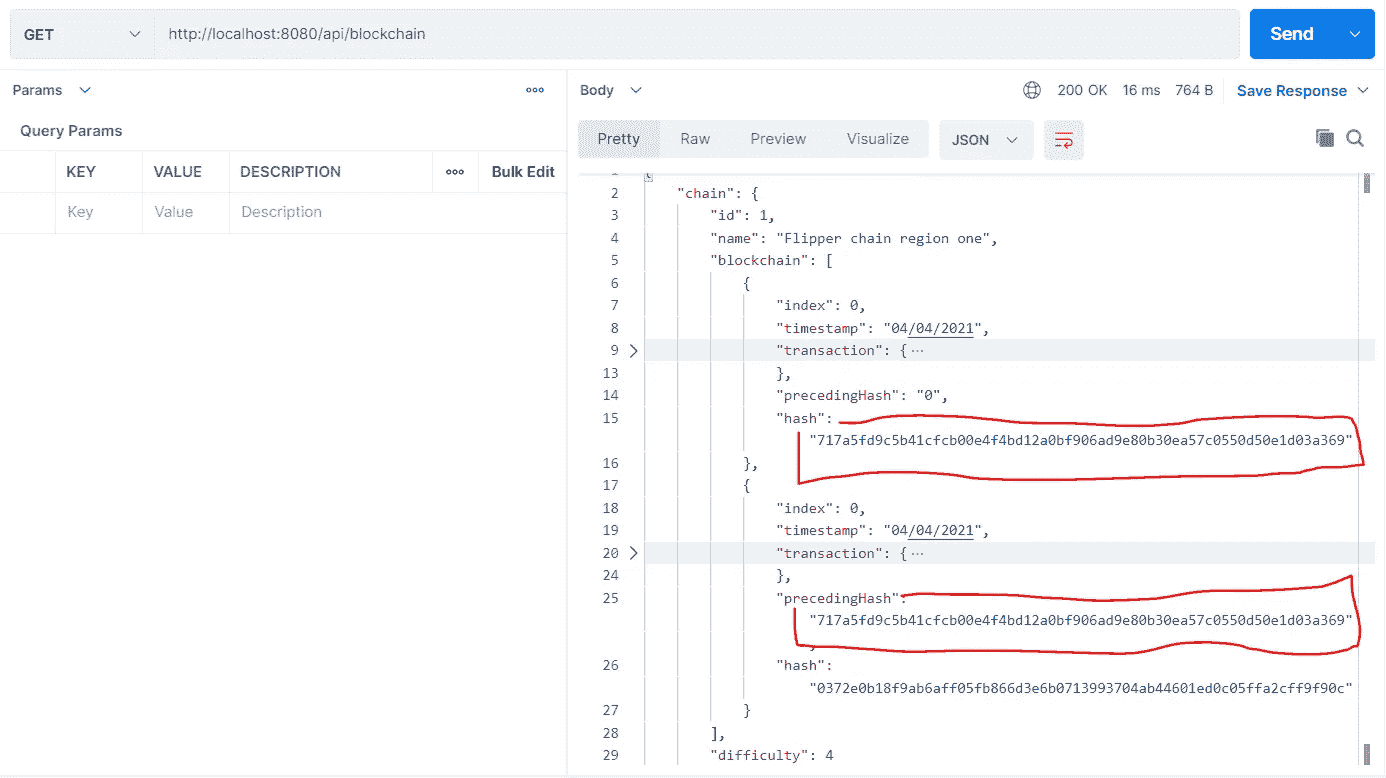 GET http://localhost:8080/api/blockchain Send
Params Body 200 OK 16 ms 764 B Save Response
Query Params Pretty Raw Preview Visualize JSON
KEY VALUE DESCRIPTION Bulk Edit
Key Value Description
1 {
2 "chain": {
3 "id": 1,
4 "name": "Flipper chain region one",
5 "blockchain": [
6 {
7 "index": 0,
8 "timestamp": "04/04/2021",
9 "transaction": { ...
13 },
14 "precedingHash": "0",
15 "hash":
"717a5fd9c5b41cfcb00e4f4bd12a0bf906ad9e80b30ea57c0550d50e1d03a369"
16 },
17 {
18 "index": 0,
19 "timestamp": "04/04/2021",
20 "transaction": { ...
24 },
25 "precedingHash":
"717a5fd9c5b41cfcb00e4f4bd12a0bf906ad9e80b30ea57c0550d50e1d03a369"
,
26 "hash":
"0372e0b18f9ab6aff05fb866d3e6b0713993704ab44601ed0c05ffa2cff9f90c"
27 }
28 ],
29 "difficulty": 4